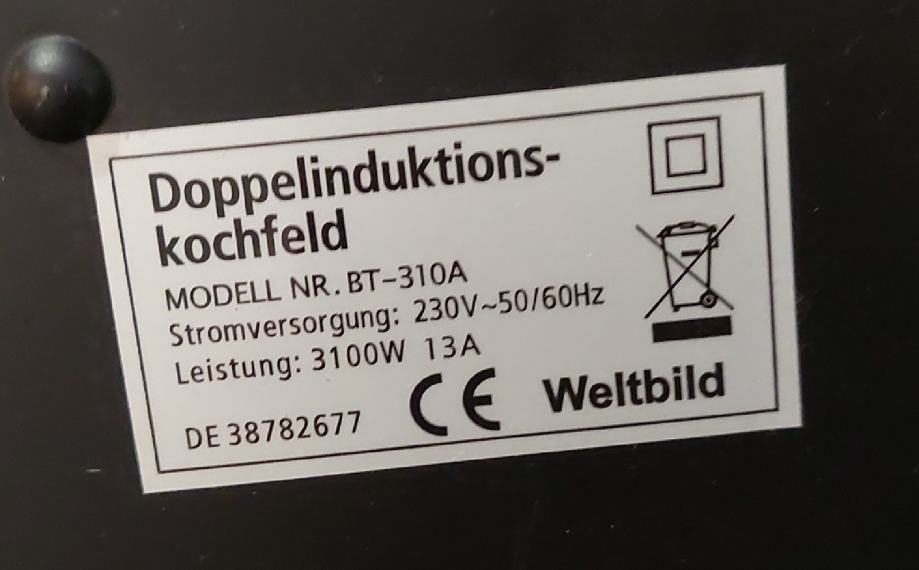 Doppelinduktions-
kochfeld
MODELL NR. BT-310A
Stromversorgung: 230V~50/60Hz
Leistung: 3100W 13A
DE 38782677 CE Weltbild